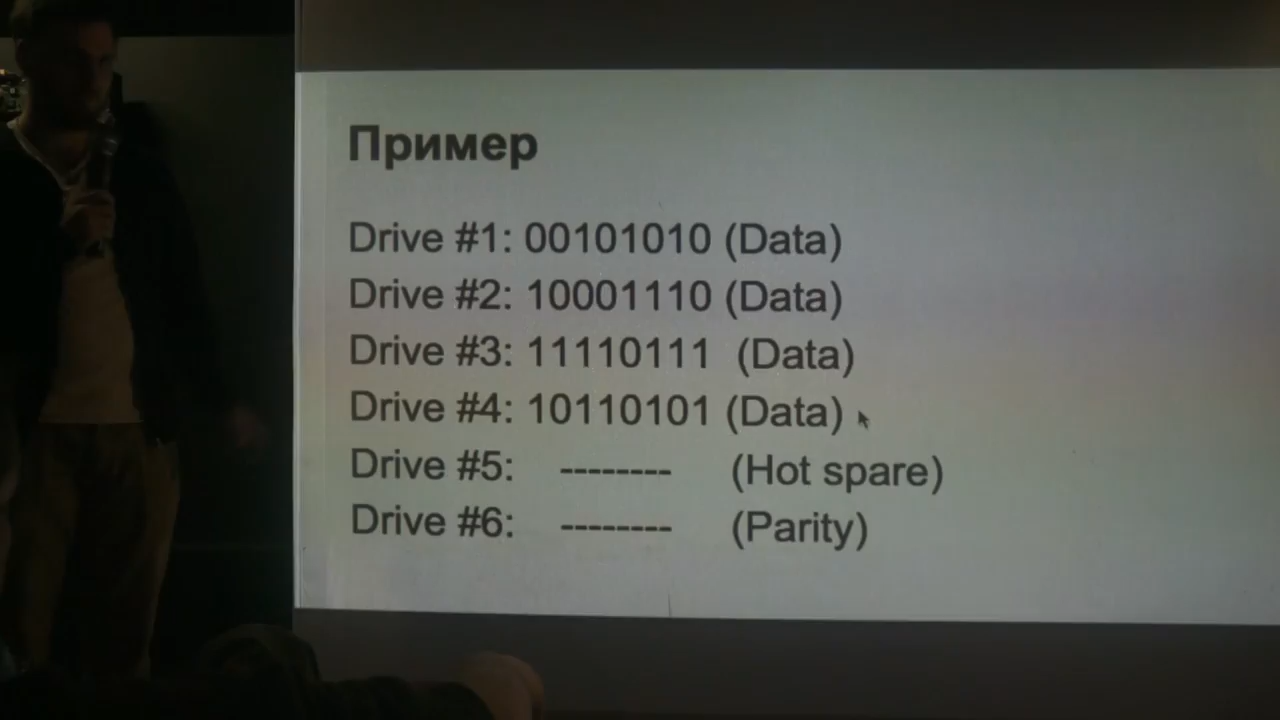 Пример
Drive #1: 00101010 (Data)
Drive #2: 10001110 (Data)
Drive #3: 11110111 (Data)
Drive #4: 10110101 (Data)
Drive #5: -------- (Hot spare)
Drive #6: -------- (Parity)